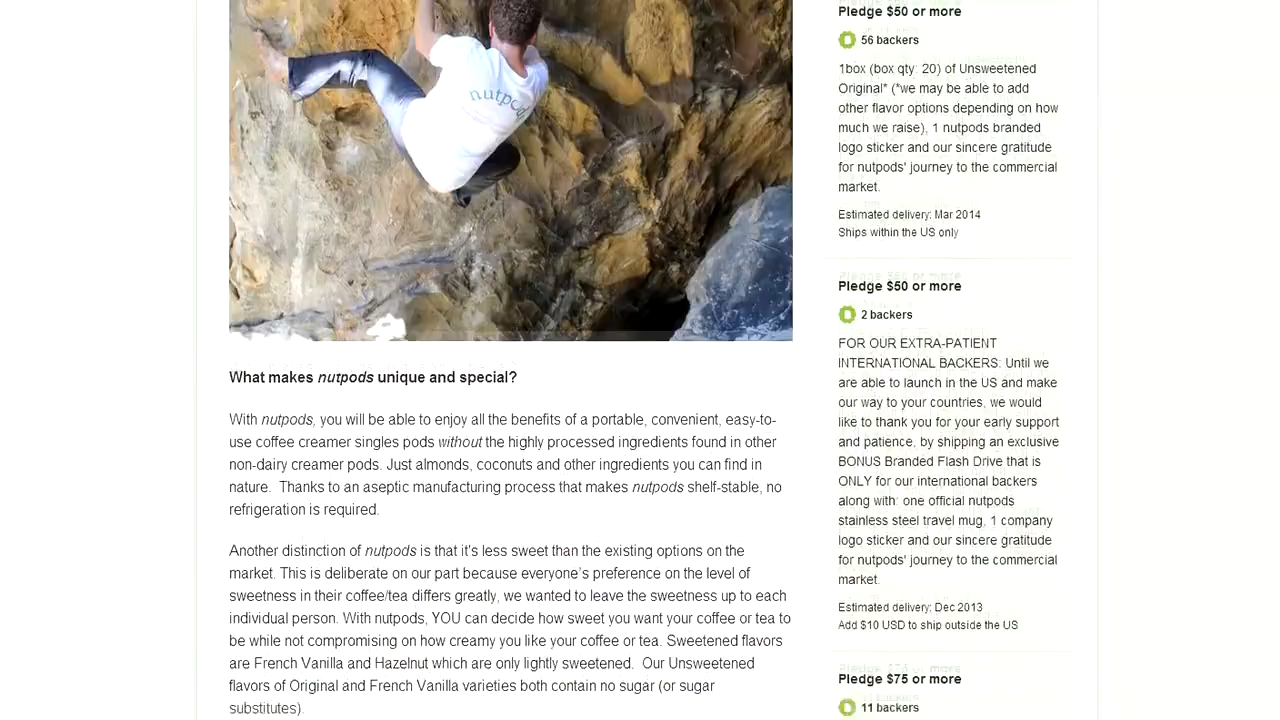 nutpods
What makes nutpods unique and special?
With nutpods, you will be able to enjoy all the benefits of a portable, convenient, easy-to-
use coffee creamer singles pods without the highly processed ingredients found in other
non-dairy creamer pods. Just almonds, coconuts and other ingredients you can find in
nature.  Thanks to an aseptic manufacturing process that makes nutpods shelf-stable, no
refrigeration is required.
Another distinction of nutpods is that it's less sweet than the existing options on the
market. This is deliberate on our part because everyone's preference on the level of
sweetness in their coffee/tea differs greatly, we wanted to leave the sweetness up to each
individual person. With nutpods, YOU can decide how sweet you want your coffee or tea to
be while not compromising on how creamy you like your coffee or tea. Sweetened flavors
are French Vanilla and Hazelnut which are only lightly sweetened.  Our Unsweetened
flavors of Original and French Vanilla varieties both contain no sugar (or sugar
substitutes).
Pledge $50 or more
56 backers
1box (box qty: 20) of Unsweetened
Original* (*we may be able to add
other flavor options depending on how
much we raise), 1 nutpods branded
logo sticker and our sincere gratitude
for nutpods' journey to the commercial
market.
Estimated delivery: Mar 2014
Ships within the US only
Pledge $50 or more
2 backers
FOR OUR EXTRA-PATIENT
INTERNATIONAL BACKERS: Until we
are able to launch in the US and make
our way to your countries, we would
like to thank you for your early support
and patience, by shipping an exclusive
BONUS Branded Flash Drive that is
ONLY for our international backers
along with: one official nutpods
stainless steel travel mug, 1 company
logo sticker and our sincere gratitude
for nutpods' journey to the commercial
market.
Estimated delivery: Dec 2013
Add $10 USD to ship outside the US
Pledge $75 or more
11 backers